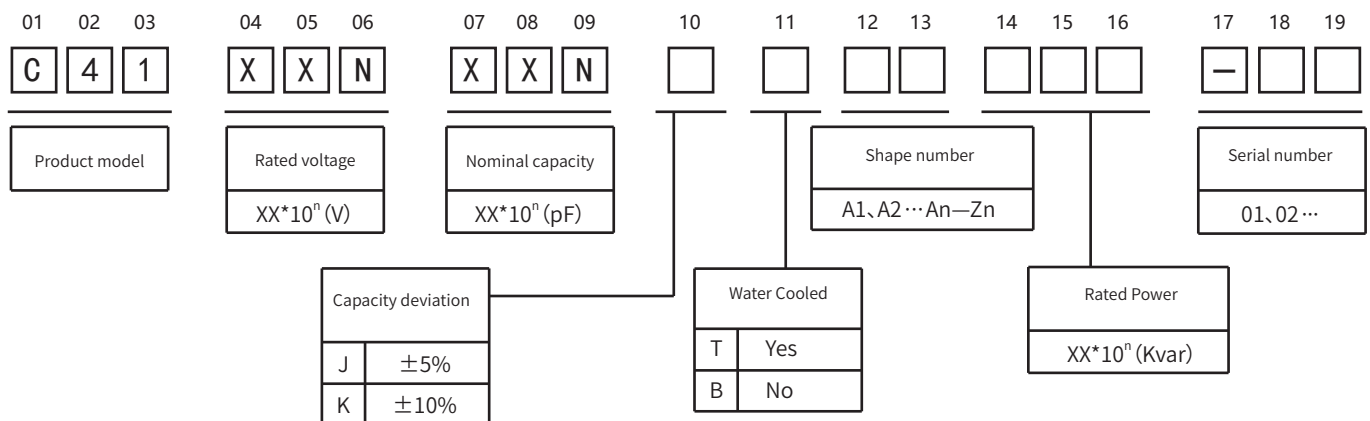 01 02 03 04 05 06 07 08 09 10 11 12 13 14 15 16 17 18 19
C 4 1 X X N X X N —
Product model
Rated voltage
XX*10ⁿ (V)
Nominal capacity
XX*10ⁿ (pF)
Shape number
A1、A2⋯An—Zn
Serial number
01、02⋯
Capacity deviation
J ±5%
K ±10%
Water Cooled
T Yes
B No
Rated Power
XX*10ⁿ (Kvar)